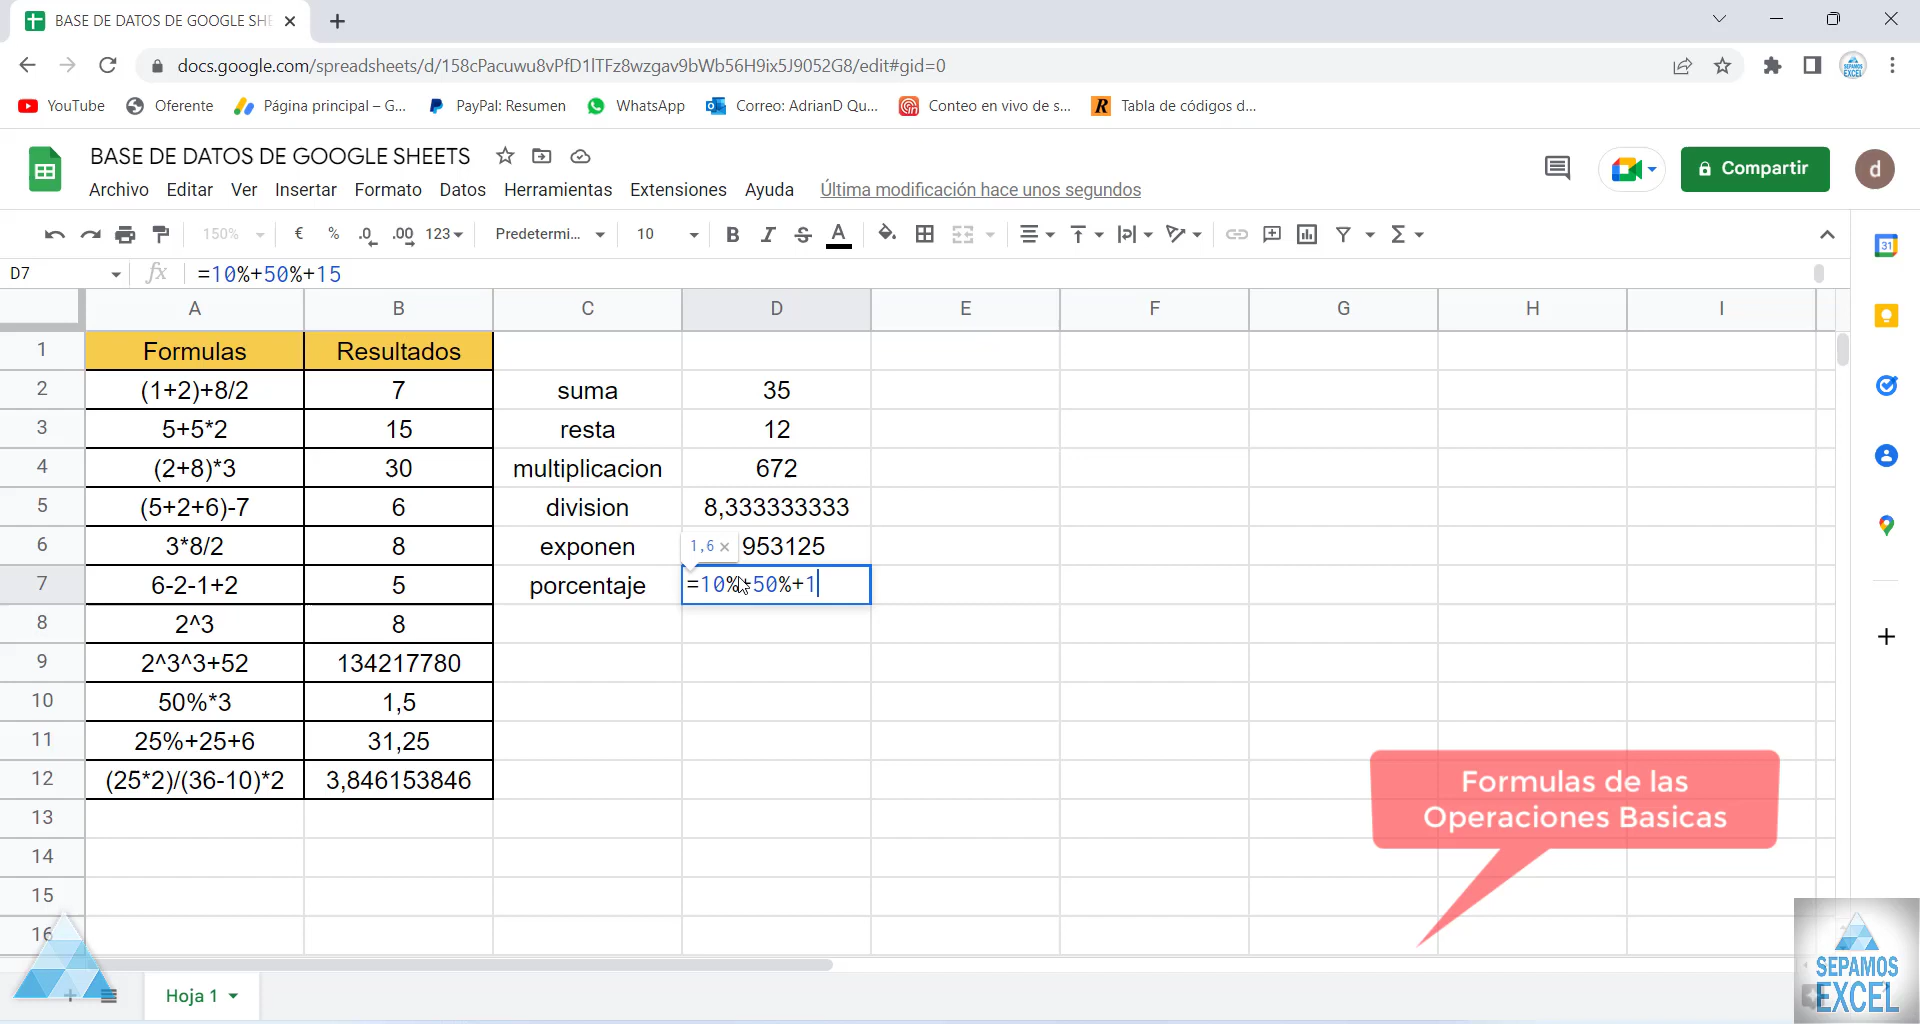 BASE DE DATOS DE GOOGLE SHE
docs.google.com/spreadsheets/d/158cPacuwu8vPfD1lTFz8wzgav9bWb56H9ix5J9052G8/edit#gid=0
YouTube Oferente Página principal – G... PayPal: Resumen WhatsApp Correo: AdrianD Qu... Conteo en vivo de s... Tabla de códigos d...
BASE DE DATOS DE GOOGLE SHEETS
Archivo Editar Ver Insertar Formato Datos Herramientas Extensiones Ayuda Última modificación hace unos segundos
Compartir
d
150% € % .0 .00 123 Predetermi... 10 B I S A
D7 fx =10%+50%+15
A B C D E F G H I
1 Formulas Resultados
2 (1+2)+8/2 7 suma 35
3 5+5*2 15 resta 12
4 (2+8)*3 30 multiplicacion 672
5 (5+2+6)-7 6 division 8,333333333
6 3*8/2 8 exponen 1,6 × 953125
7 6-2-1+2 5 porcentaje =10%+50%+1
8 2^3 8
9 2^3^3+52 134217780
10 50%*3 1,5
11 25%+25+6 31,25
12 (25*2)/(36-10)*2 3,846153846
13
14
15
16
Formulas de las
Operaciones Basicas
Hoja 1
SEPAMOS
EXCEL